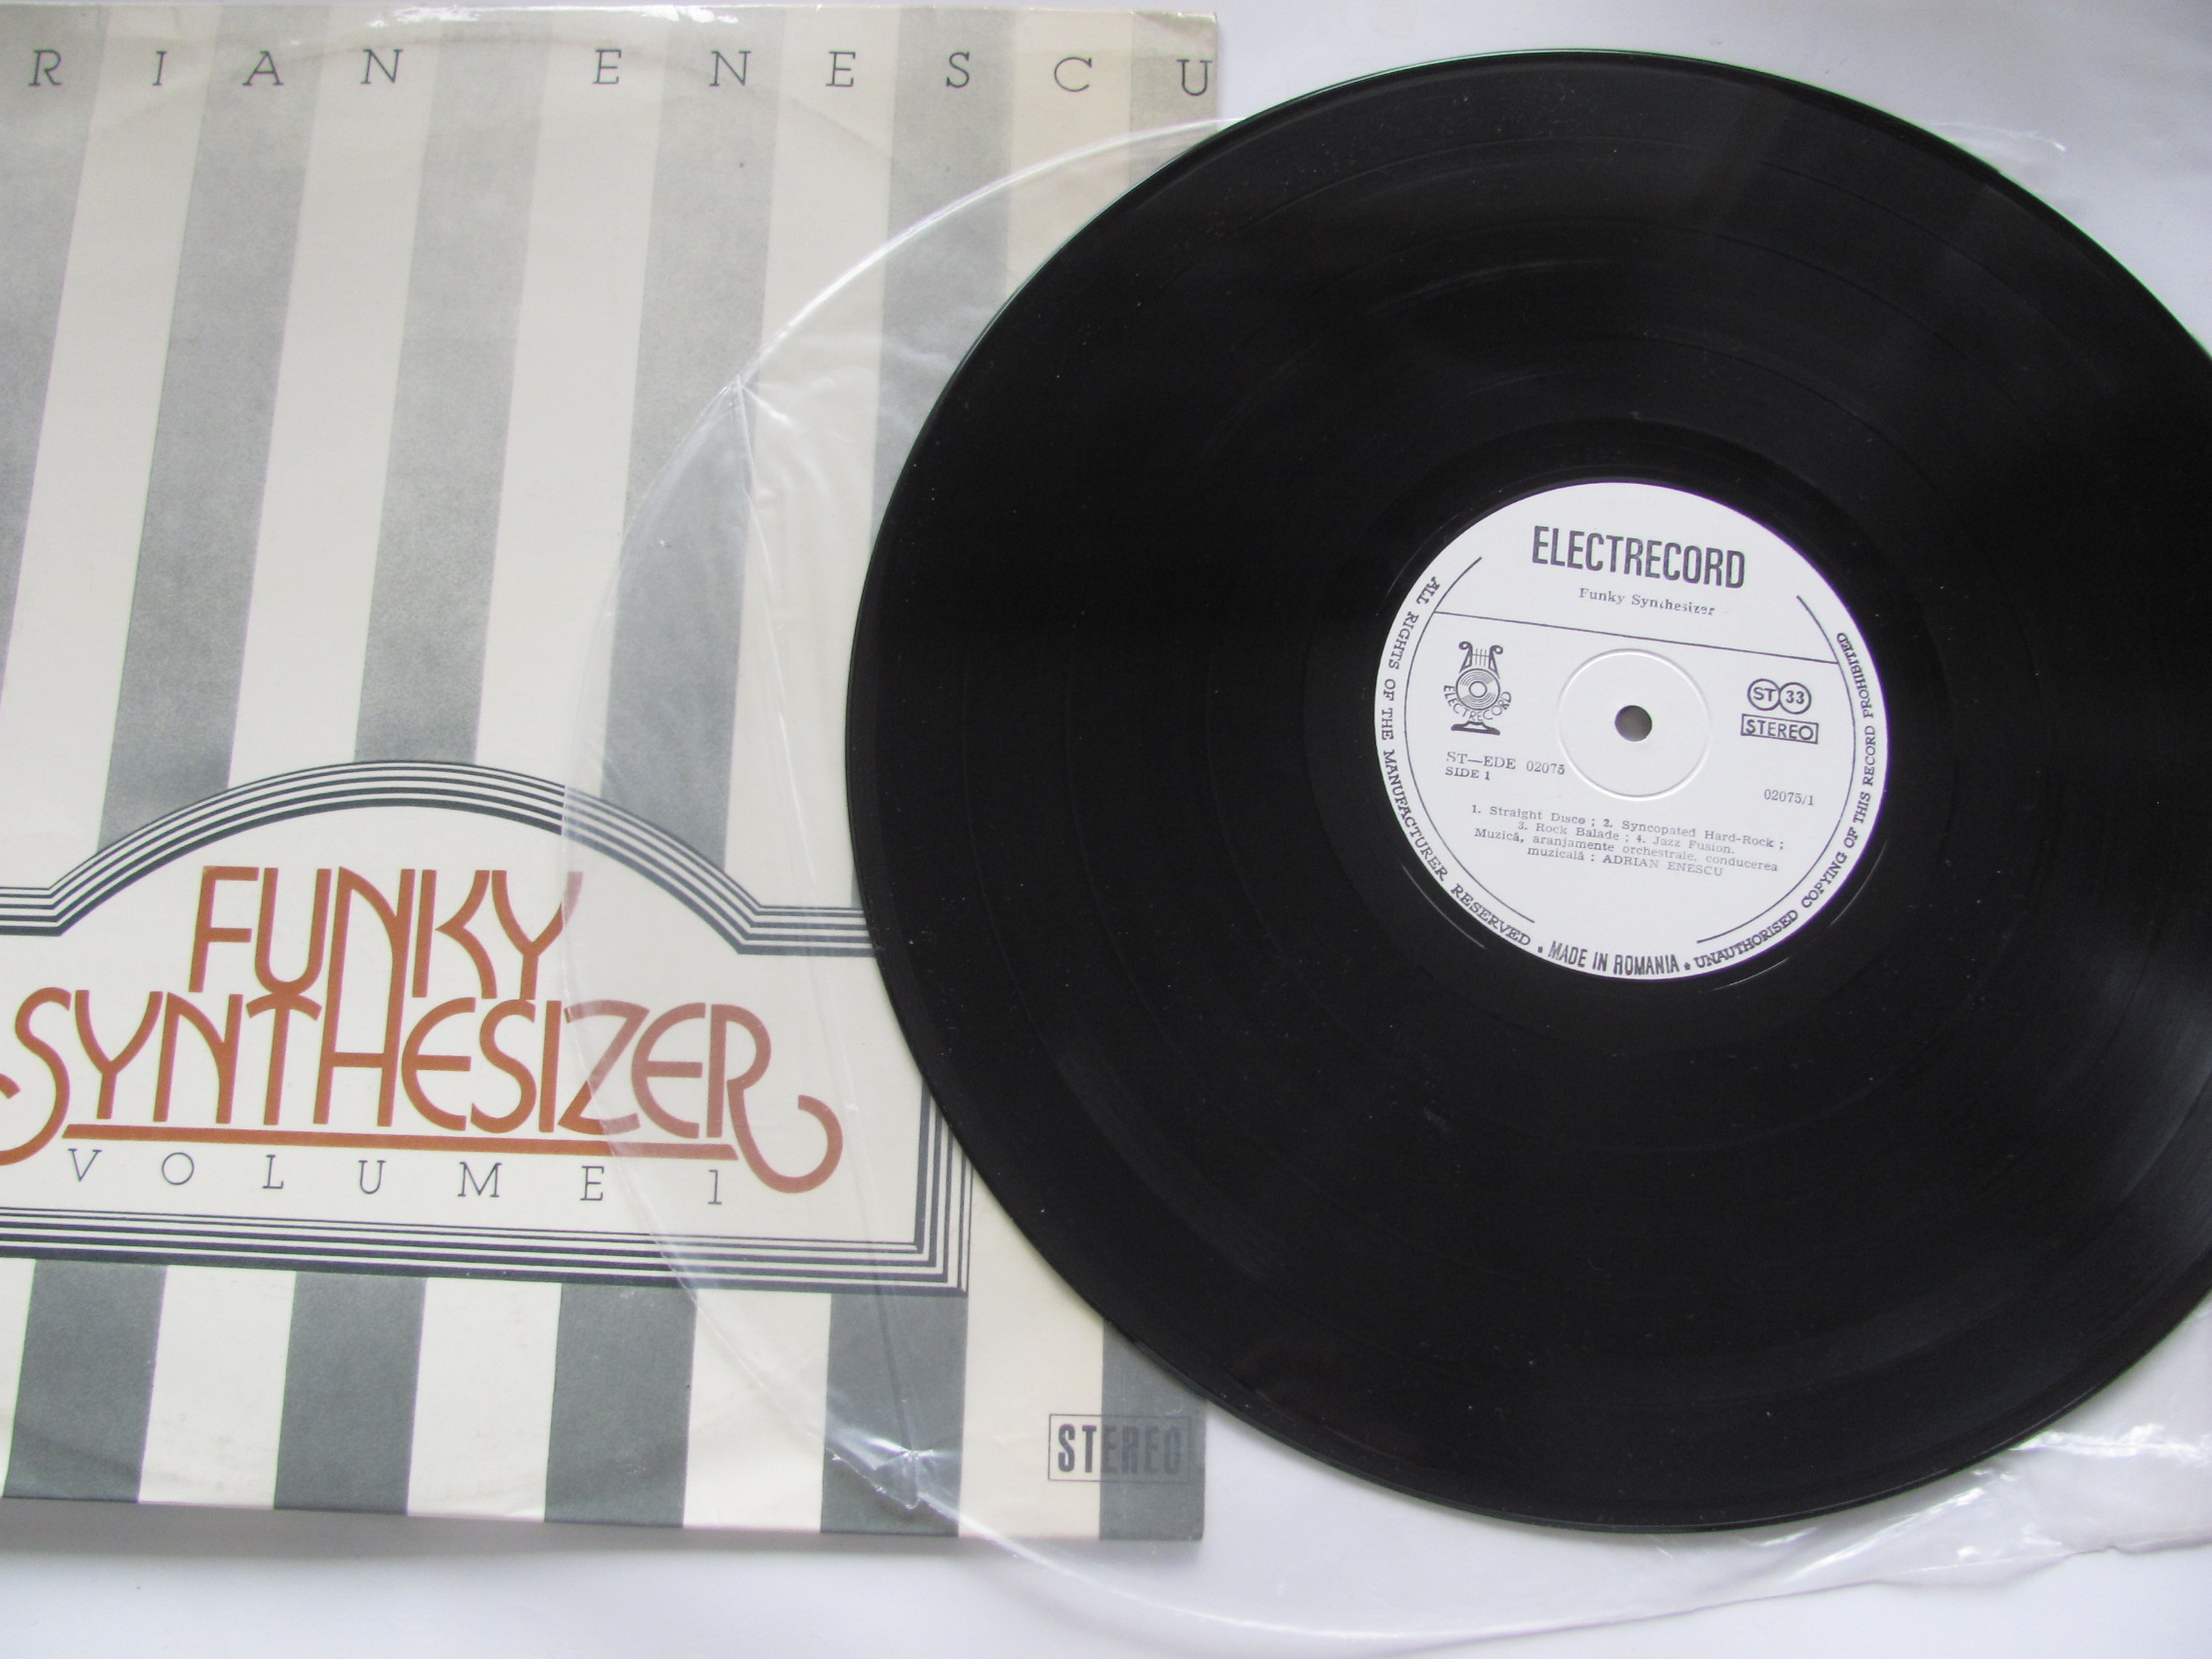 RIAN ENESCU
FUNKY
SYNTHESIZER
VOLUME 1
STEREO
ELECTRECORD
Funky Synthesizer
ELECTRECORD
ST 33
STEREO
ST—EDE 02075
SIDE 1
02075/1
1. Straight Disco ; 2. Syncopated Hard-Rock ;
3. Rock Balade ; 4. Jazz Fusion.
Muzică, aranjamente orchestrale, conducerea
muzicală : ADRIAN ENESCU
ALL RIGHTS OF THE MANUFACTURER RESERVED • MADE IN ROMANIA • UNAUTHORISED COPYING OF THIS RECORD PROHIBITED